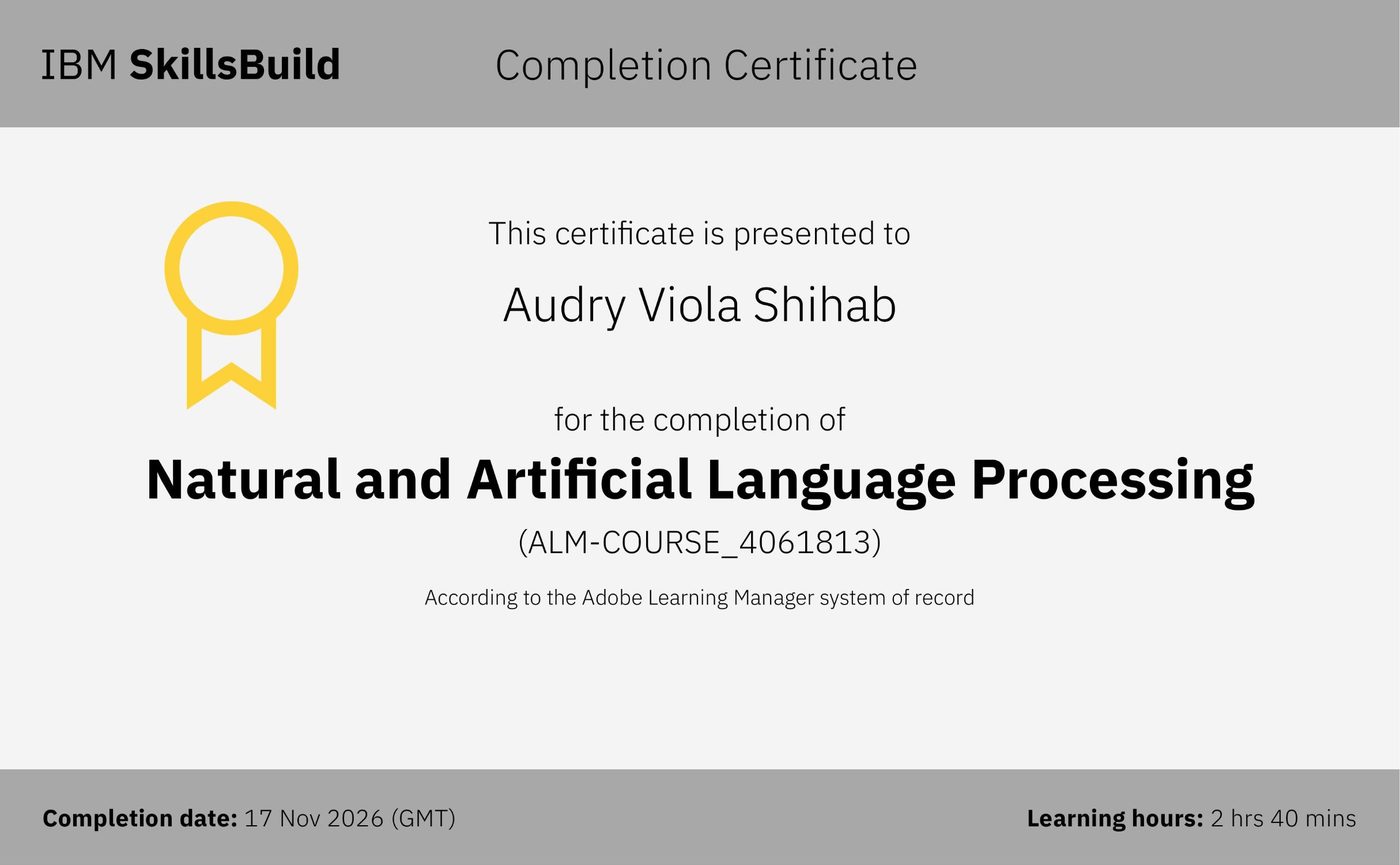 IBM SkillsBuild
Completion Certificate
This certificate is presented to
Audry Viola Shihab
for the completion of
Natural and Artificial Language Processing
(ALM-COURSE_4061813)
According to the Adobe Learning Manager system of record
Completion date: 17 Nov 2026 (GMT)
Learning hours: 2 hrs 40 mins